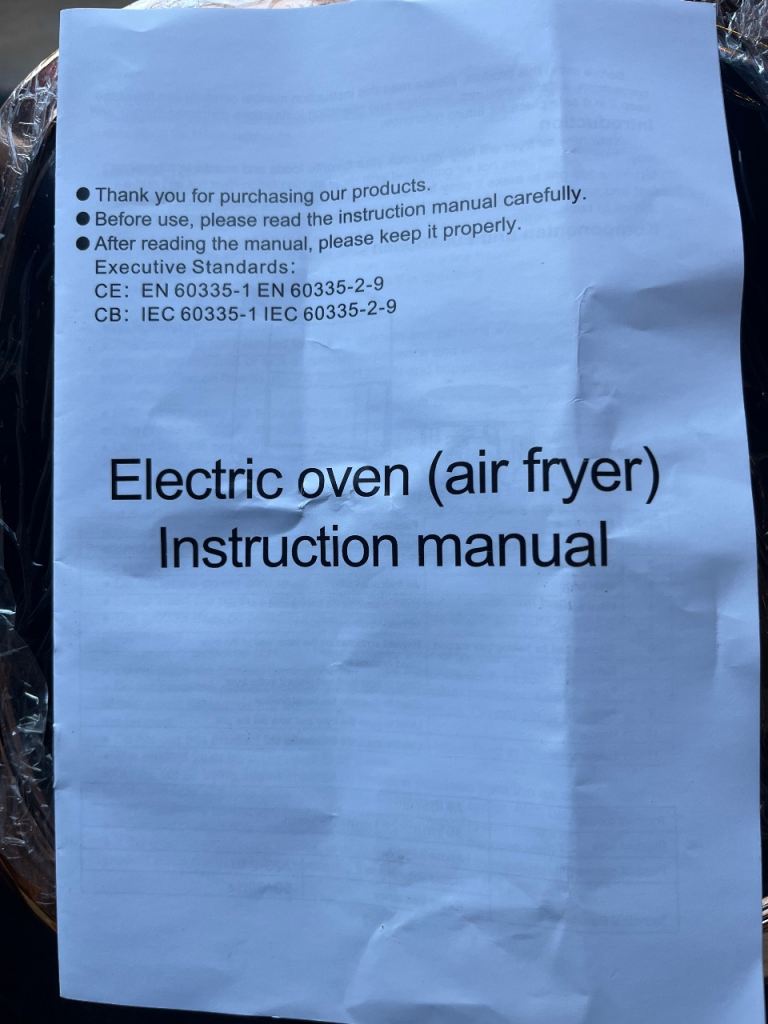 ● Thank you for purchasing our products.
● Before use, please read the instruction manual carefully.
● After reading the manual, please keep it properly.
Executive Standards:
CE: EN 60335-1 EN 60335-2-9
CB: IEC 60335-1 IEC 60335-2-9
Electric oven (air fryer)
Instruction manual